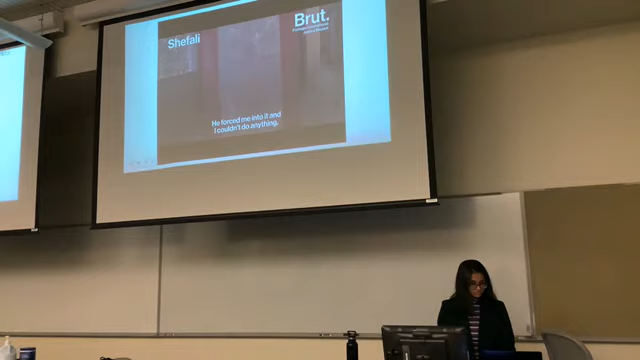 Shefali
Brut.
He forced me into it and
I couldn't do anything.